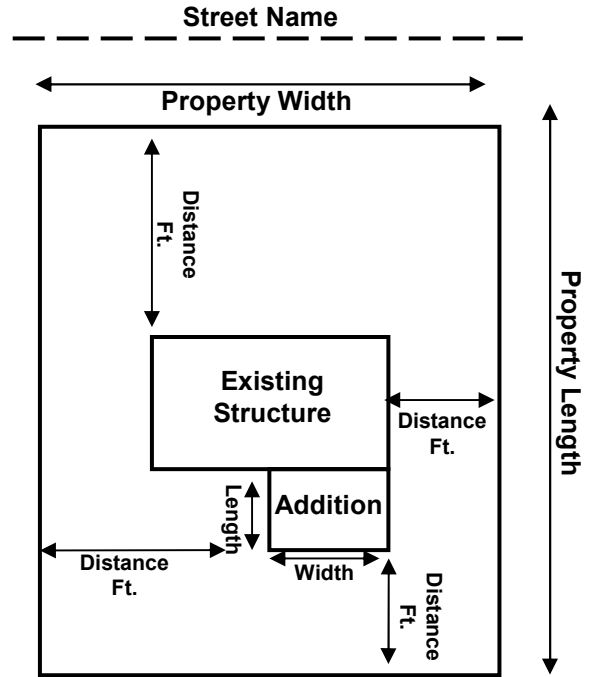 Street Name
Property Width
Distance
Ft.
Property Length
Existing
Structure
Distance
Ft.
Length
Addition
Distance
Ft.
Width
Distance
Ft.